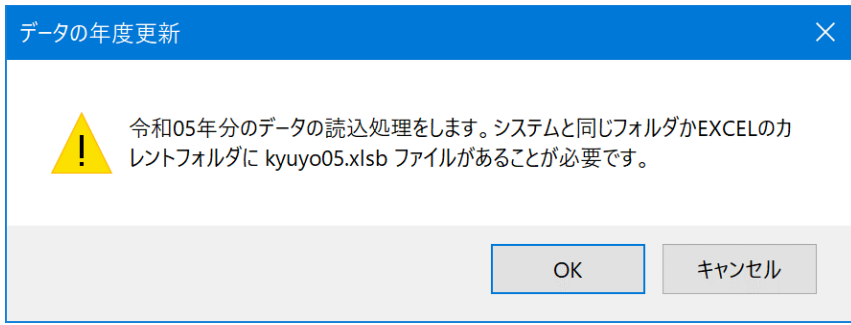 データの年度更新
令和05年分のデータの読込処理をします。システムと同じフォルダかEXCELのカ
レントフォルダに kyuyo05.xlsb ファイルがあることが必要です。
OK
キャンセル